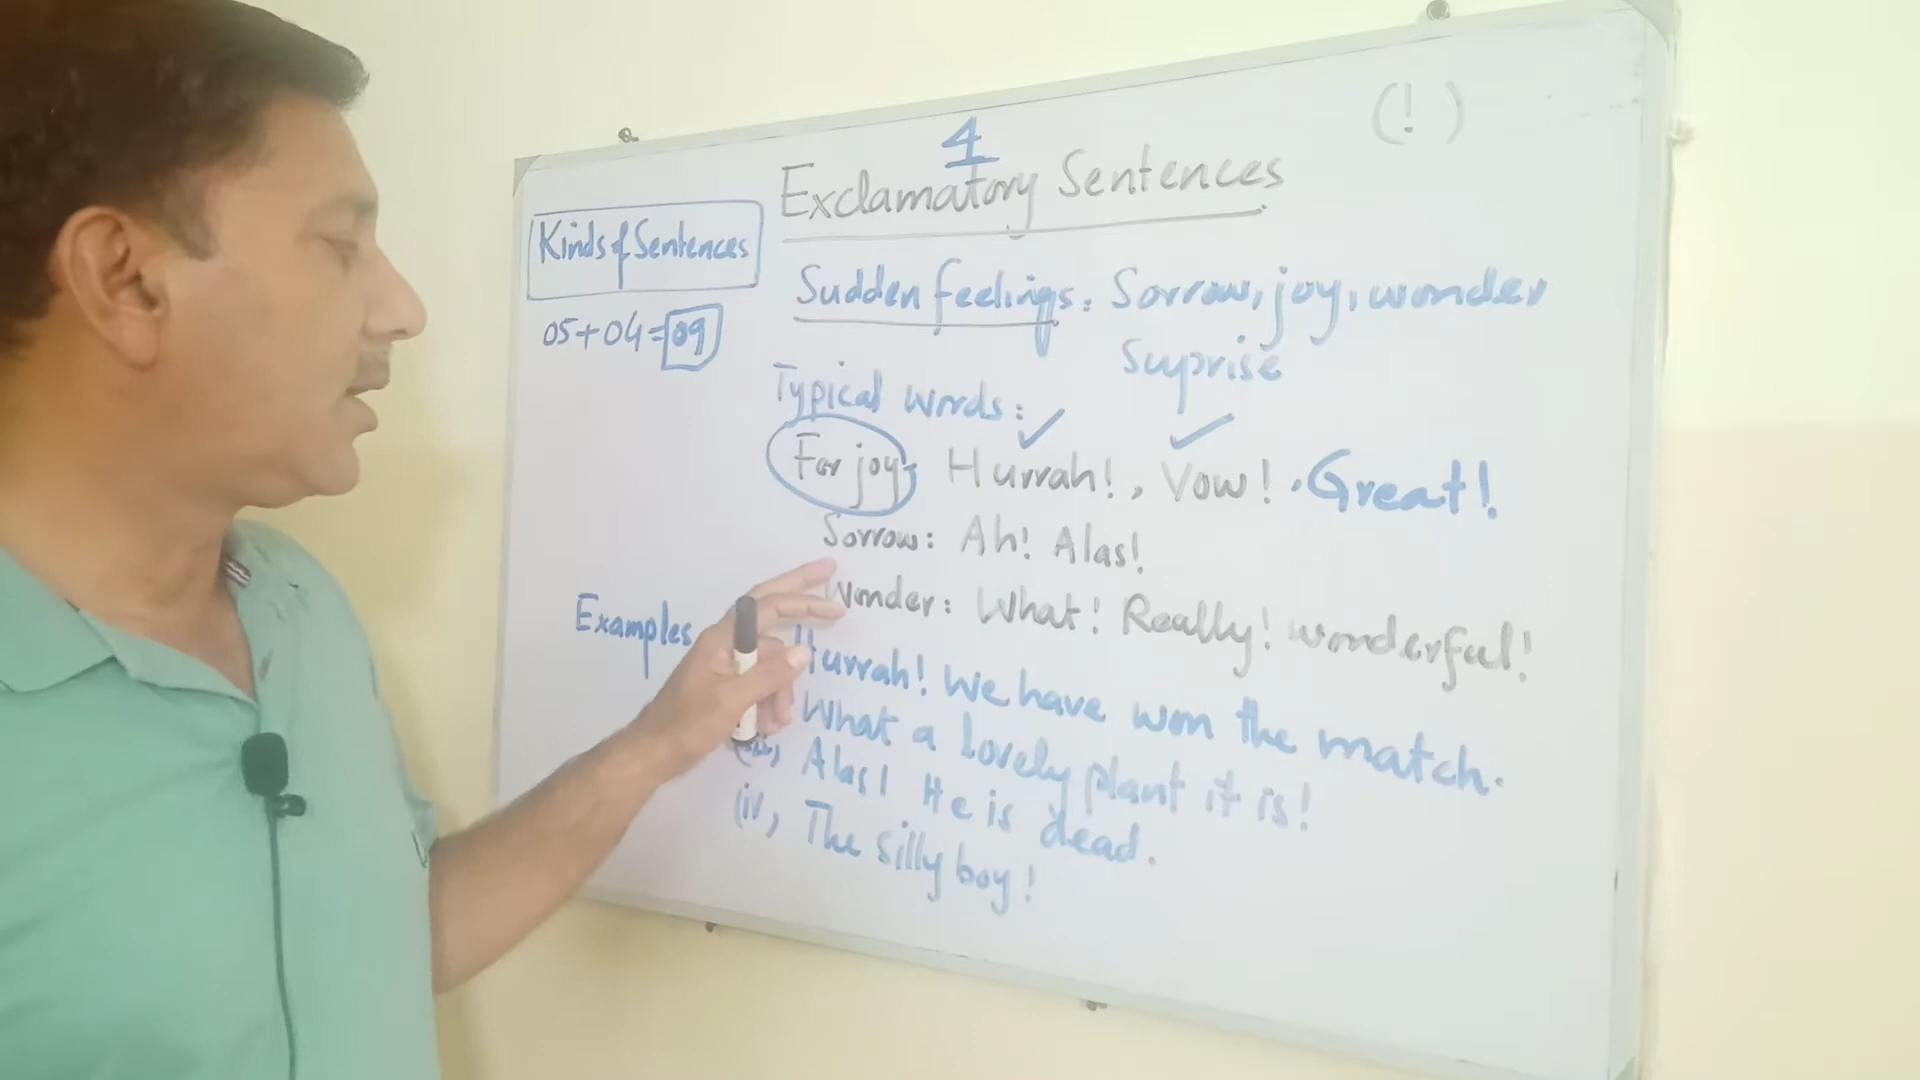 (!)
4
Exclamatory Sentences
Kinds of Sentences
05+04=09
Sudden feelings: Sorrow, joy, wonder
Suprise
Typical words:
For joy: Hurrah!, Vow!, Great!
Sorrow: Ah! Alas!
Wonder: What! Really! wonderful!
Examples
Hurrah! We have won the match.
What a lovely plant it is!
(iii) Alas! He is dead.
(iv) The silly boy!